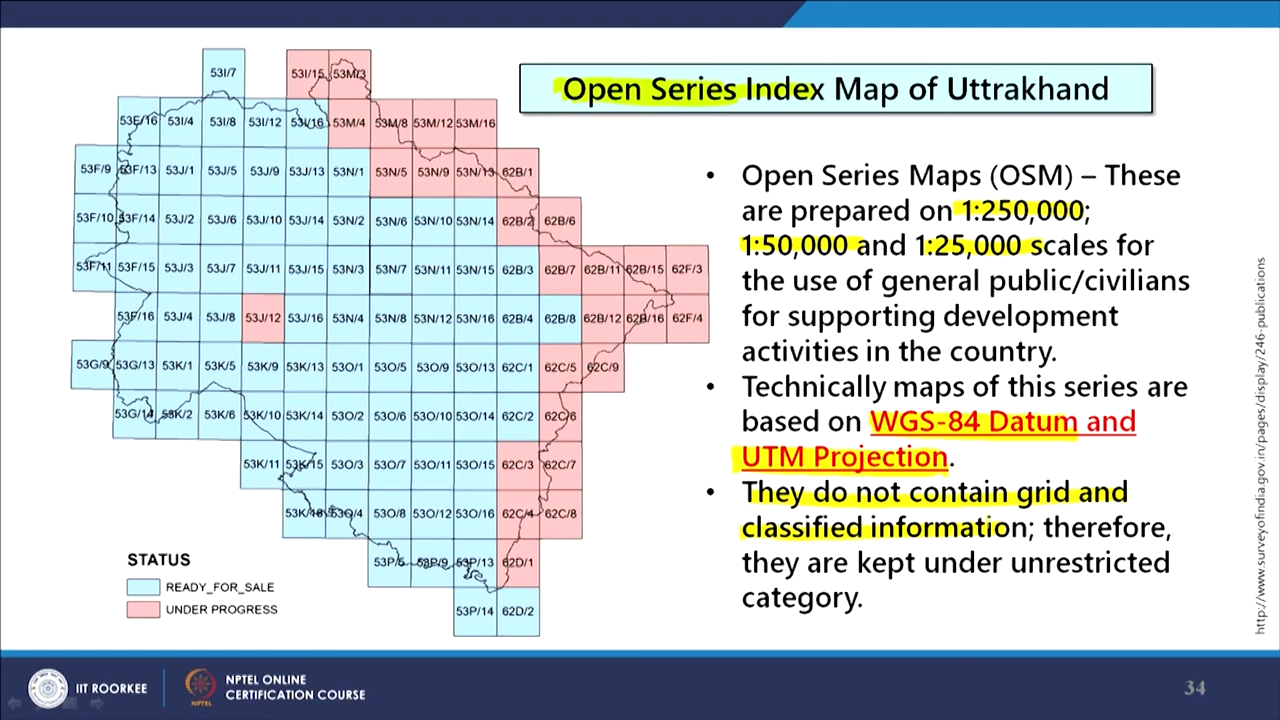 Open Series Index Map of Uttrakhand
53I/7 53I/15 53M/3
53E/16 53I/4 53I/8 53I/12 53I/16 53M/4 53M/8 53M/12 53M/16
53F/9 53F/13 53J/1 53J/5 53J/9 53J/13 53N/1 53N/5 53N/9 53N/13 62B/1
53F/10 53F/14 53J/2 53J/6 53J/10 53J/14 53N/2 53N/6 53N/10 53N/14 62B/2 62B/6
53F/11 53F/15 53J/3 53J/7 53J/11 53J/15 53N/3 53N/7 53N/11 53N/15 62B/3 62B/7 62B/11 62B/15 62F/3
53F/16 53J/4 53J/8 53J/12 53J/16 53N/4 53N/8 53N/12 53N/16 62B/4 62B/8 62B/12 62B/16 62F/4
53G/9 53G/13 53K/1 53K/5 53K/9 53K/13 53O/1 53O/5 53O/9 53O/13 62C/1 62C/5 62C/9
53G/14 53K/2 53K/6 53K/10 53K/14 53O/2 53O/6 53O/10 53O/14 62C/2 62C/6
53K/11 53K/15 53O/3 53O/7 53O/11 53O/15 62C/3 62C/7
53K/16 53O/4 53O/8 53O/12 53O/16 62C/4 62C/8
53P/5 53P/9 53P/13 62D/1
53P/14 62D/2
STATUS
READY_FOR_SALE
UNDER PROGRESS
• Open Series Maps (OSM) – These
are prepared on 1:250,000;
1:50,000 and 1:25,000 scales for
the use of general public/civilians
for supporting development
activities in the country.
• Technically maps of this series are
based on WGS-84 Datum and
UTM Projection.
• They do not contain grid and
classified information; therefore,
they are kept under unrestricted
category.
http://www.surveyofindia.gov.in/pages/display/246-publications
IIT ROORKEE
NPTEL
NPTEL ONLINE
CERTIFICATION COURSE
34